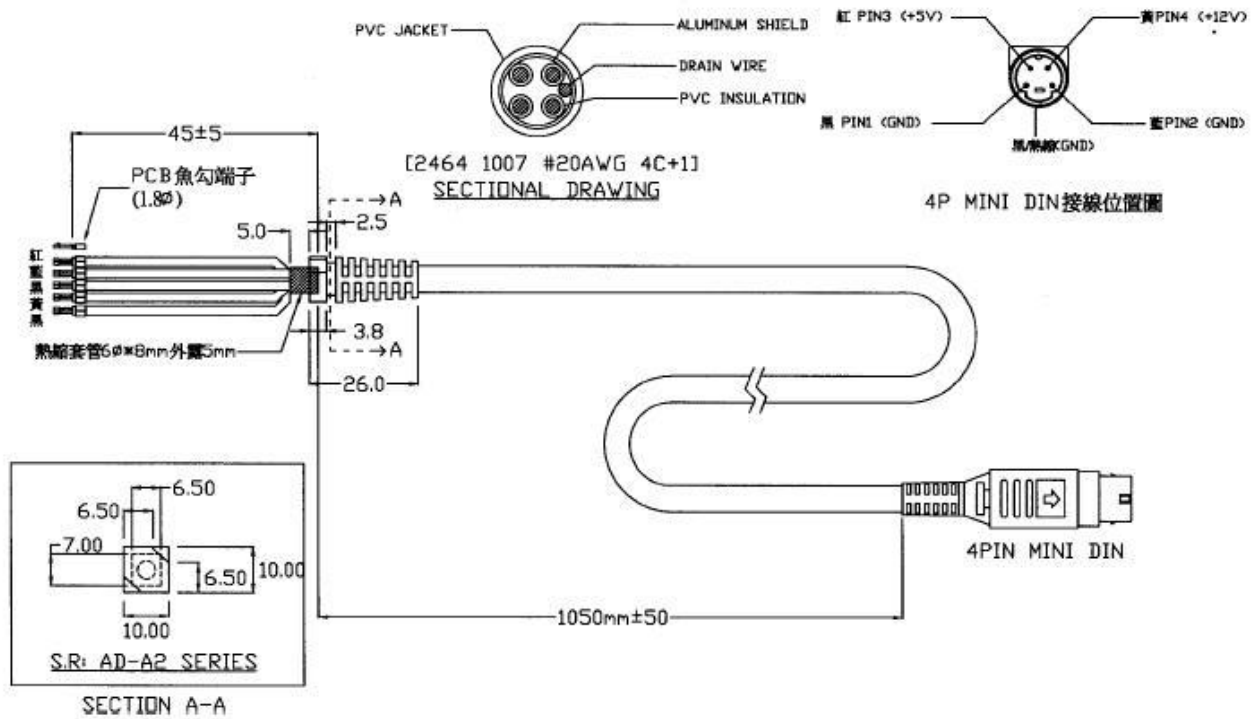 PVC JACKET
ALUMINUM SHIELD
DRAIN WIRE
PVC INSULATION
[2464 1007 #20AWG 4C+1]
SECTIONAL DRAWING
紅 PIN3 (+5V)
黃PIN4 (+12V)
黑 PIN1 (GND)
藍PIN2 (GND)
黑/熱縮(GND)
4P MINI DIN接線位置圖
45±5
PCB魚勾端子
(1.8Ø)
5.0
A
2.5
紅
藍
黑
黃
黑
3.8
A
熱縮套管6Ø*8mm外露5mm
26.0
6.50
6.50
7.00
6.50
10.00
10.00
S.R: AD-A2 SERIES
SECTION A-A
1050mm±50
4PIN MINI DIN